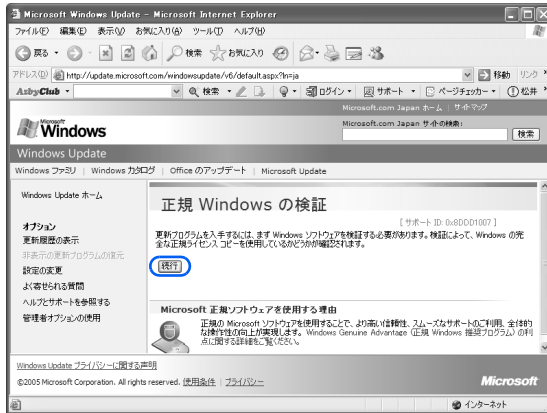 Microsoft Windows Update - Microsoft Internet Explorer
ファイル(F) 編集(E) 表示(V) お気に入り(A) ツール(T) ヘルプ(H)
戻る 検索 お気に入り
アドレス(D) http://update.microsoft.com/windowsupdate/v6/default.aspx?ln=ja 移動 リンク
AzbyClub 検索 ログイン サポート ページチェッカー 松井
Microsoft.com Japan ホーム | サイトマップ
Microsoft Windows
Microsoft.com Japan サイトの検索:
検索
Windows Update
Windows ファミリ | Windows カタログ | Office のアップデート | Microsoft Update
Windows Update ホーム
オプション
更新履歴の表示
非表示の更新プログラムの復元
設定の変更
よく寄せられる質問
ヘルプとサポートを参照する
管理者オプションの使用
正規 Windows の検証
[ サポート ID: 0x8DDD1007 ]
更新プログラムを入手するには、まず Windows ソフトウェアを検証する必要があります。検証によって、Windows の完
全な正規ライセンス コピーを使用しているかどうかが確認されます。
続行
Microsoft 正規ソフトウェアを使用する理由
正規の Microsoft ソフトウェアを使用することで、より高い信頼性、スムーズなサポートのご利用、全体的
な操作性の向上が実現します。Windows Genuine Advantage (正規 Windows 推奨プログラム) の利
点に関する詳細をご覧ください。
Windows Update プライバシーに関する声明
©2005 Microsoft Corporation. All rights reserved. 使用条件 | プライバシー
Microsoft
インターネット